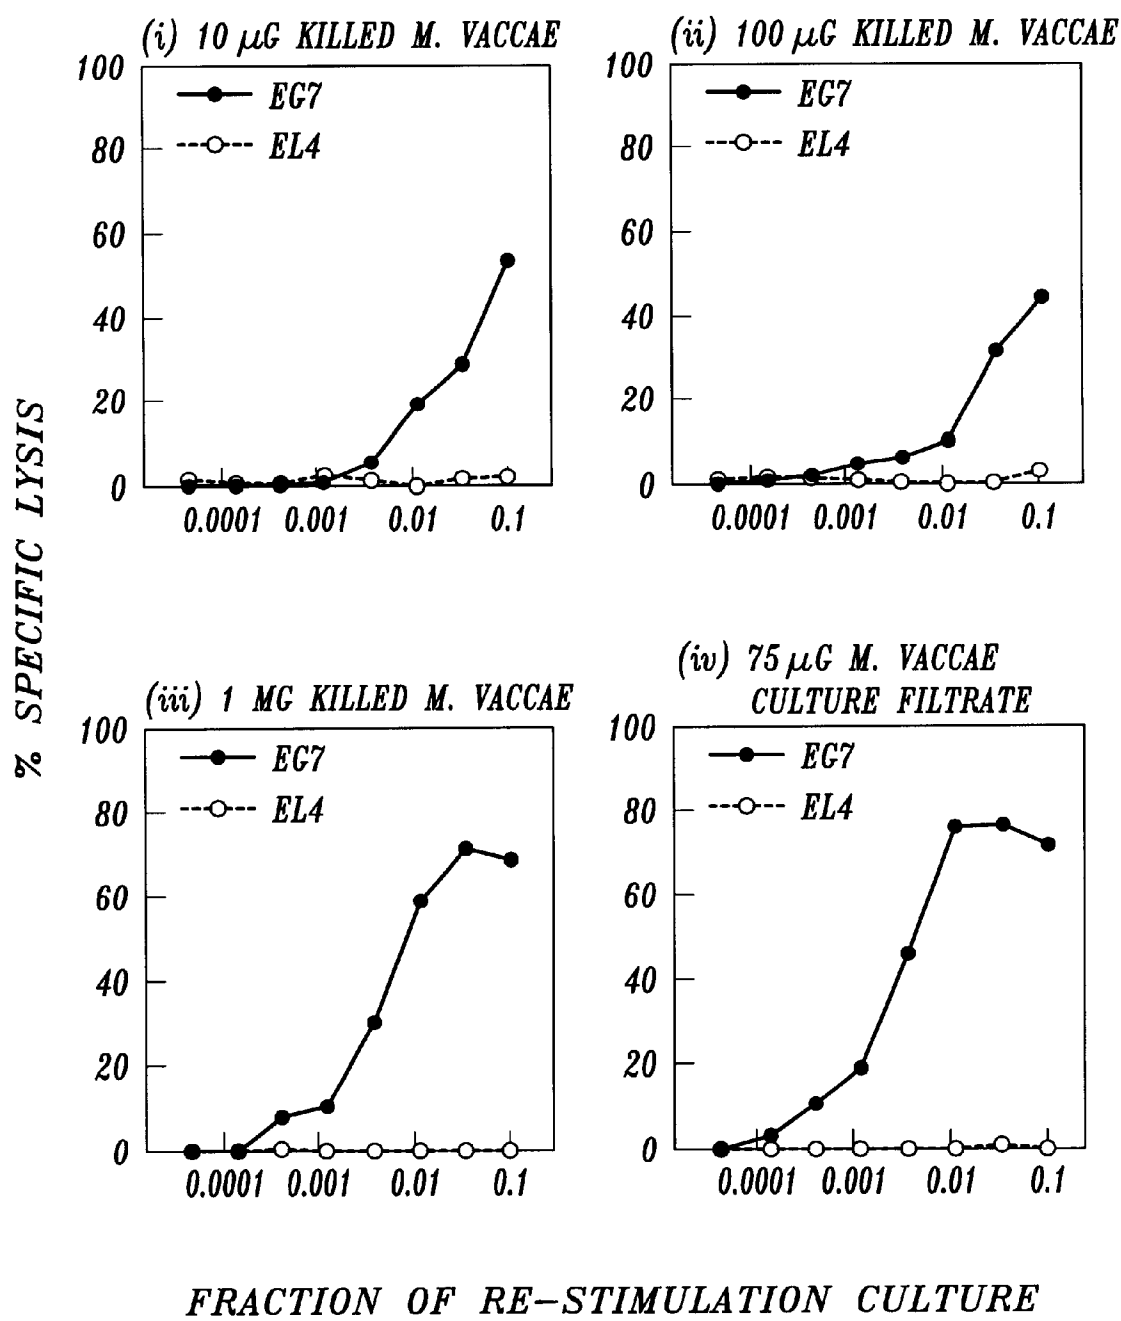 (i) 10 μG KILLED M. VACCAE
100
80
60
40
20
0
EG7
EL4
0.0001 0.001 0.01 0.1
(ii) 100 μG KILLED M. VACCAE
100
80
60
40
20
0
EG7
EL4
0.0001 0.001 0.01 0.1
% SPECIFIC LYSIS
(iii) 1 MG KILLED M. VACCAE
100
80
60
40
20
0
EG7
EL4
0.0001 0.001 0.01 0.1
(iv) 75 μG M. VACCAE
CULTURE FILTRATE
100
80
60
40
20
0
EG7
EL4
0.0001 0.001 0.01 0.1
FRACTION OF RE-STIMULATION CULTURE